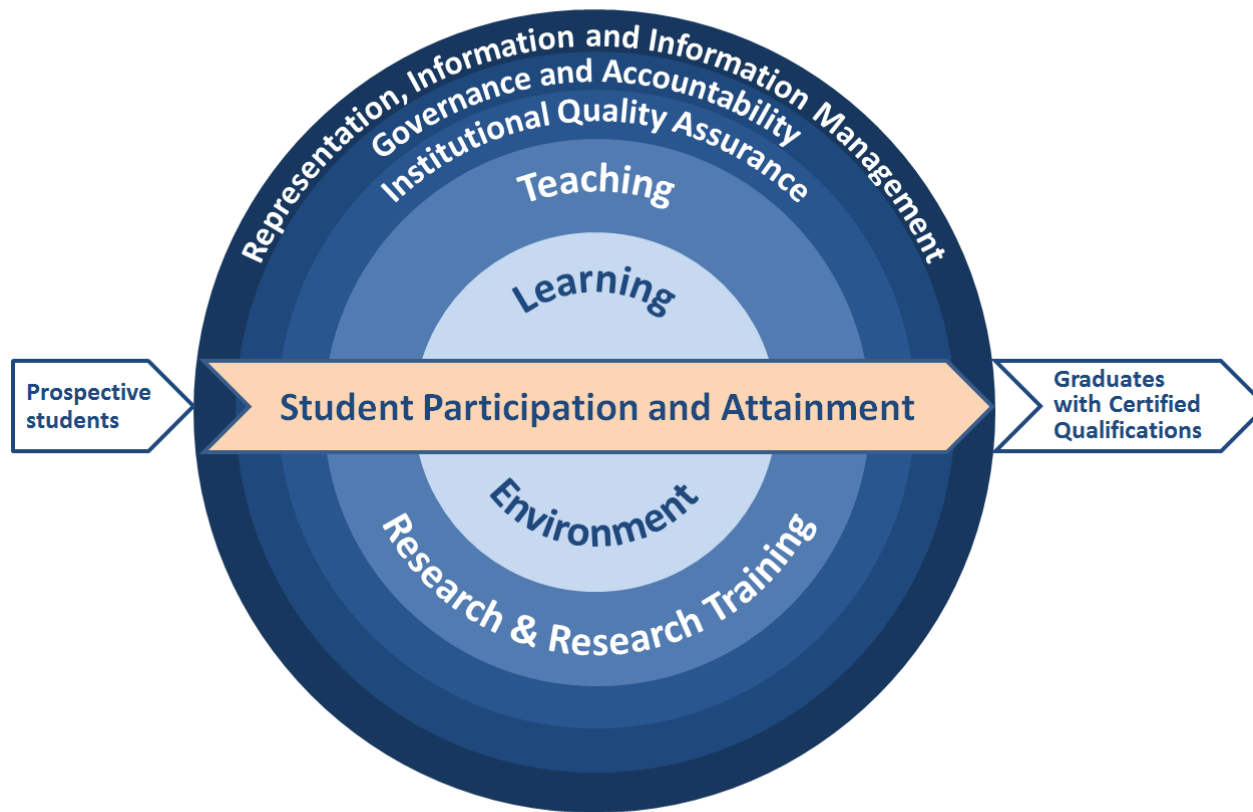 Representation, Information and Information Management
Governance and Accountability
Institutional Quality Assurance
Teaching
Learning
Prospective
students
Student Participation and Attainment
Graduates
with Certified
Qualifications
Environment
Research & Research Training